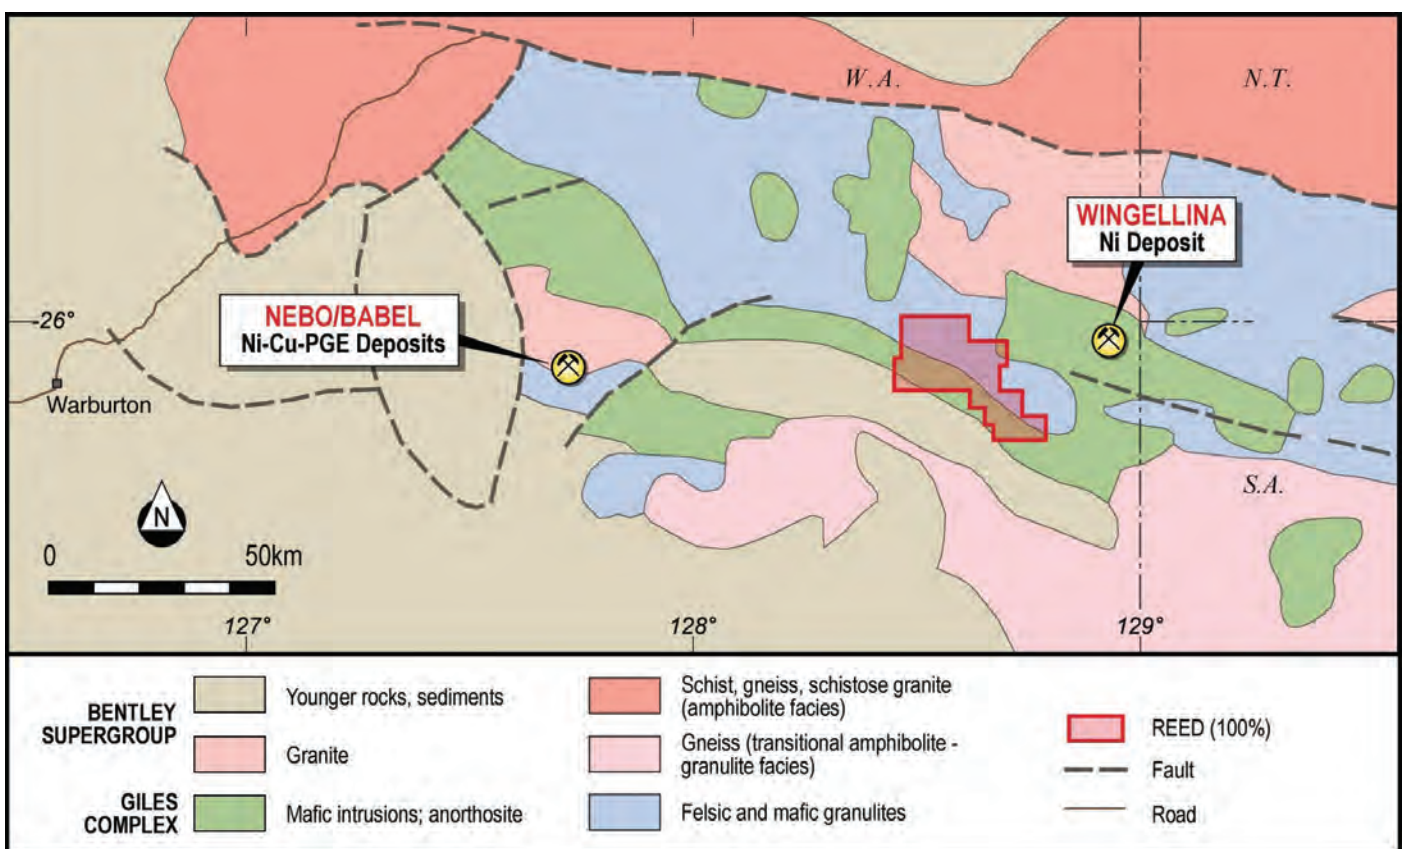 W.A.
N.T.
WINGELLINA
Ni Deposit
NEBO/BABEL
Ni-Cu-PGE Deposits
-26°
Warburton
S.A.
N
0 50km
127° 128° 129°
BENTLEY
SUPERGROUP
Younger rocks, sediments
Granite
GILES
COMPLEX
Mafic intrusions; anorthosite
Schist, gneiss, schistose granite
(amphibolite facies)
Gneiss (transitional amphibolite -
granulite facies)
Felsic and mafic granulites
REED (100%)
Fault
Road